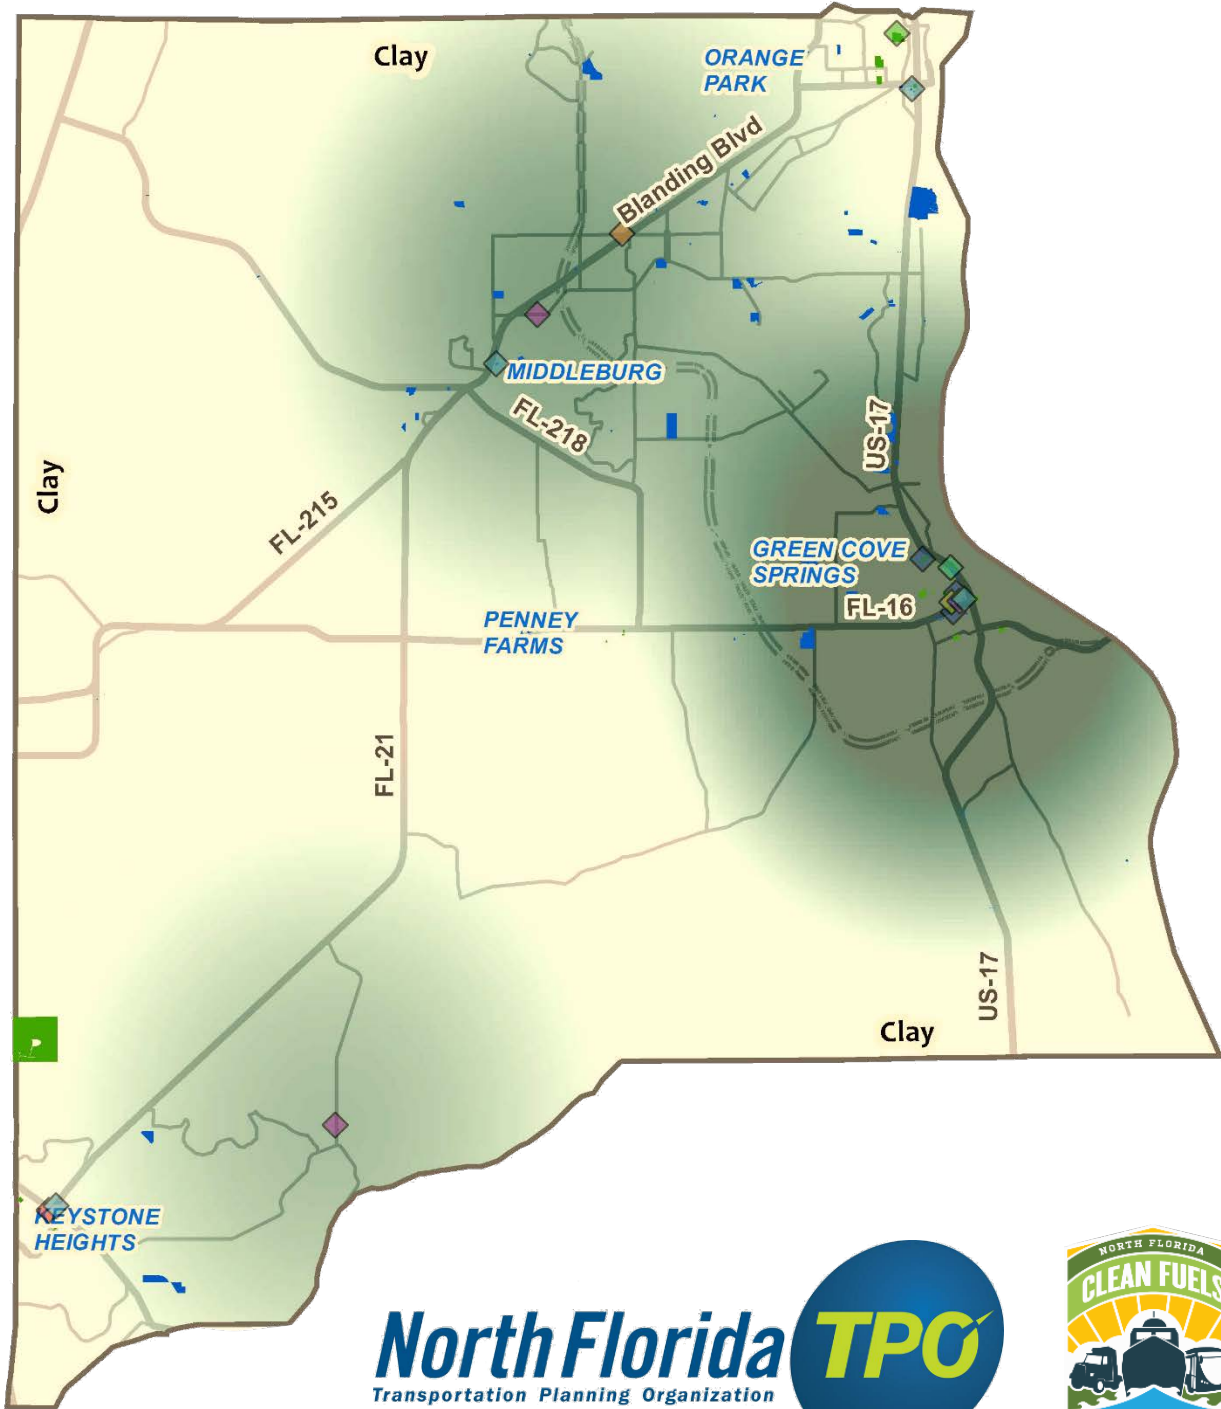 Clay
ORANGE
PARK
Blanding Blvd
MIDDLEBURG
FL-218
US-17
Clay
FL-215
GREEN COVE
SPRINGS
FL-16
PENNEY
FARMS
FL-21
US-17
Clay
KEYSTONE
HEIGHTS
North Florida TPO
Transportation Planning Organization
NORTH FLORIDA
CLEAN FUELS